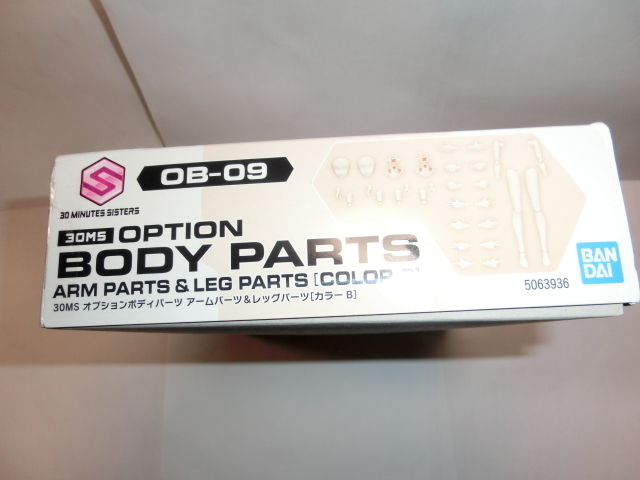 S
30 MINUTES SISTERS
OB-09
30MS OPTION
BODY PARTS
ARM PARTS & LEG PARTS [COLOR
30MS オプションボディパーツ アームパーツ&レッグパーツ[カラー B]
BAN
DAI
5063936